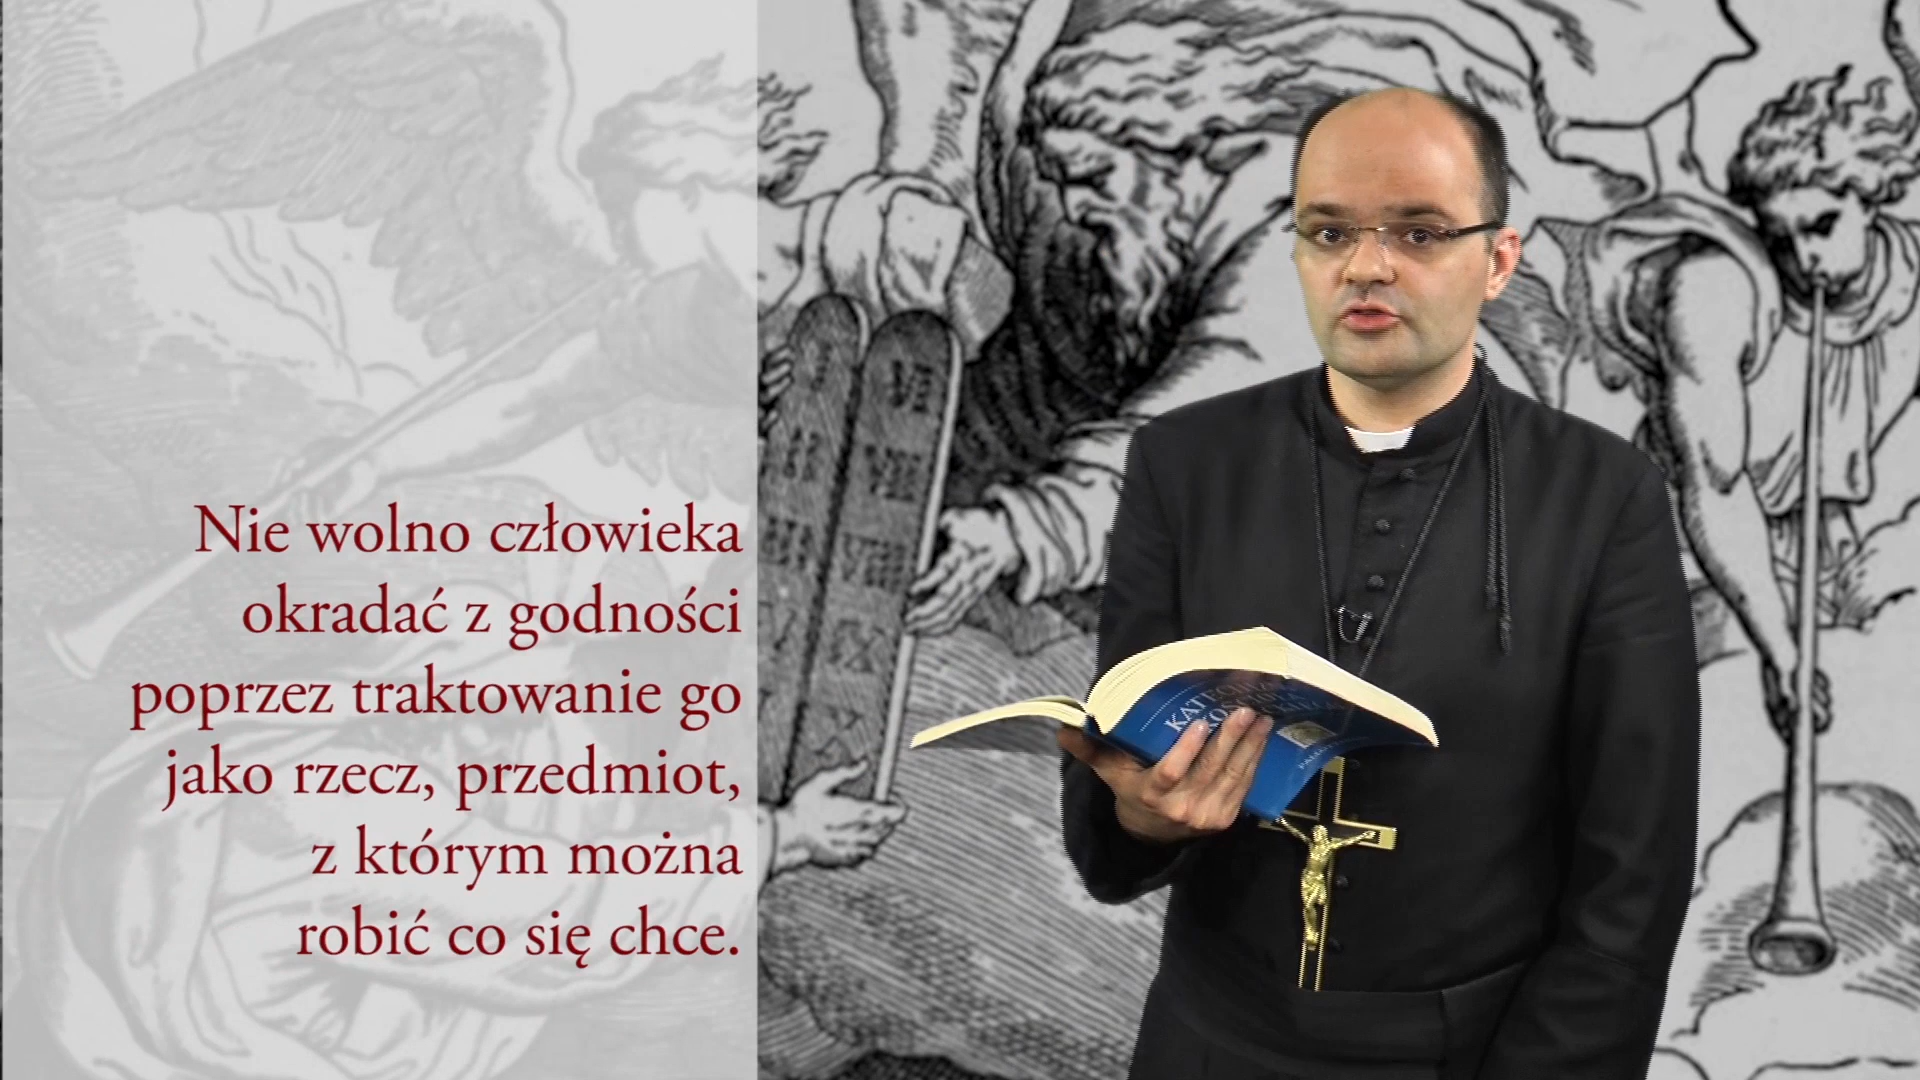 Nie wolno człowieka
okradać z godności
poprzez traktowanie go
jako rzecz, przedmiot,
z którym można
robić co się chce.